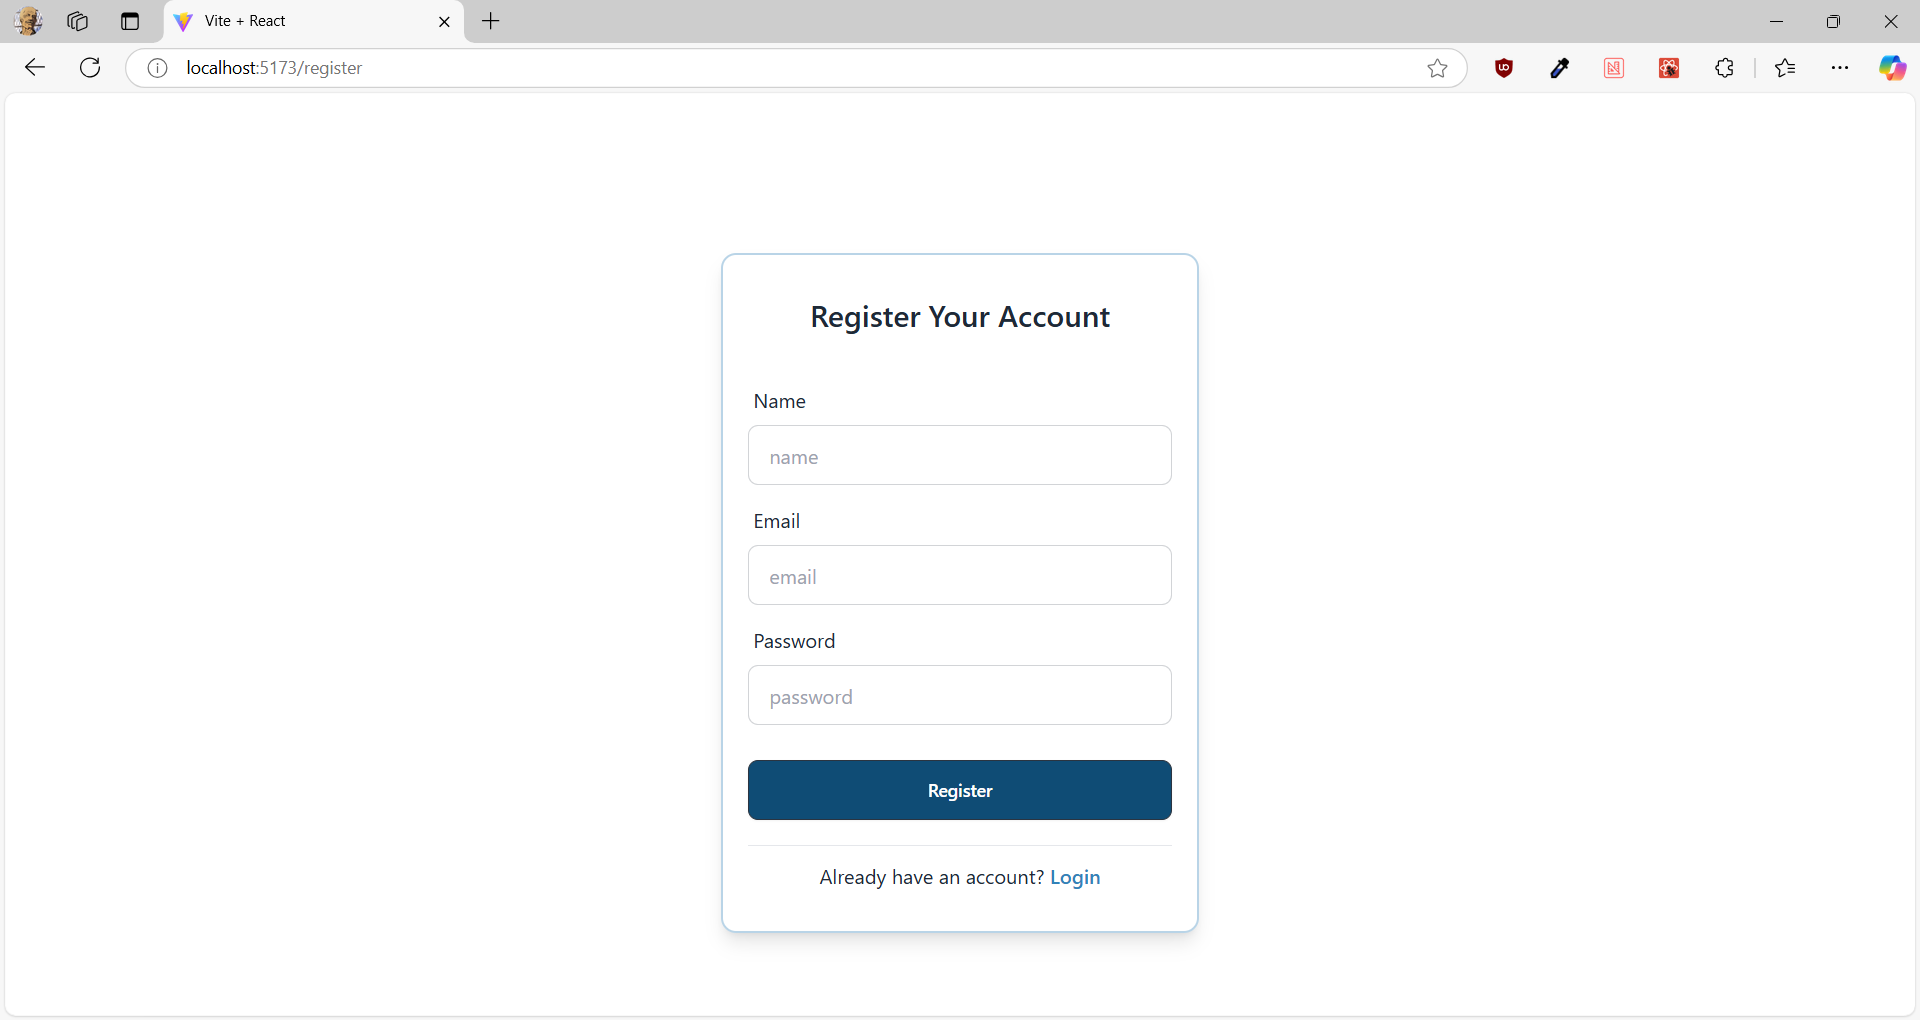 Vite + React
localhost:5173/register
Register Your Account
Name
name
Email
email
Password
password
Register
Already have an account? Login